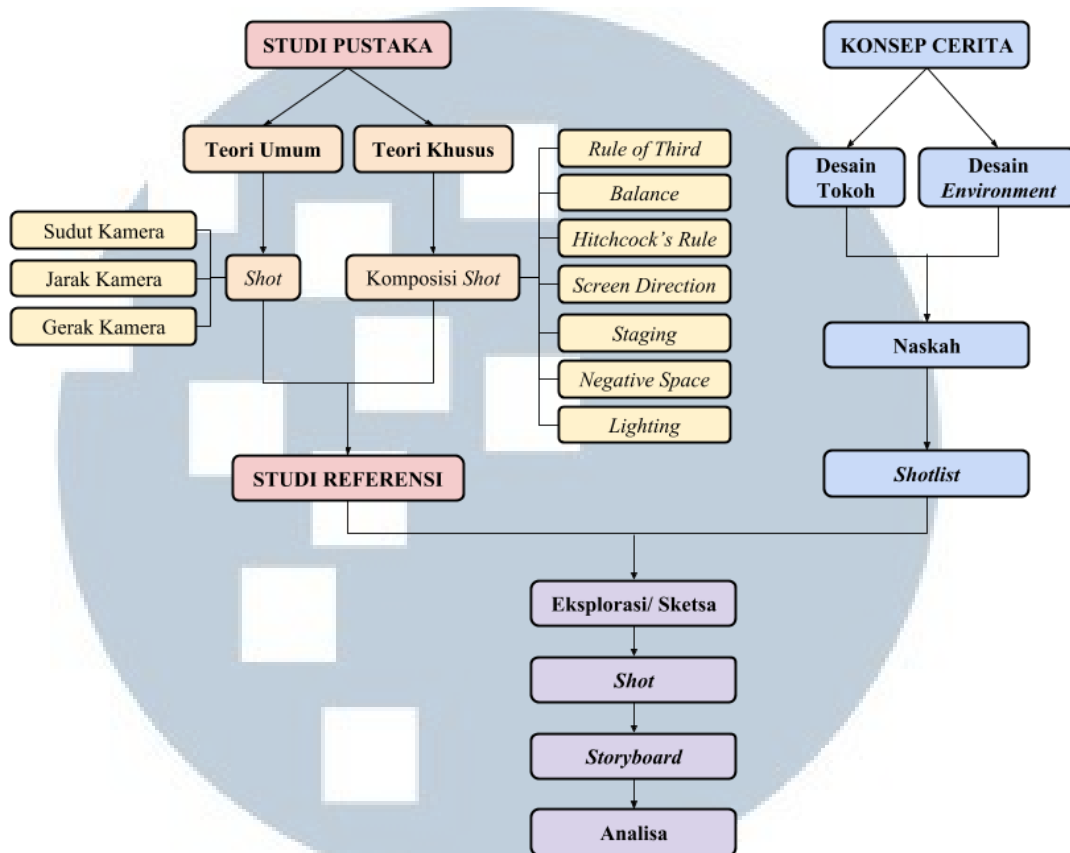 STUDI PUSTAKA
KONSEP CERITA
Teori Umum
Teori Khusus
Rule of Third
Balance
Hitchcock's Rule
Screen Direction
Staging
Negative Space
Lighting
Desain
Tokoh
Desain
Environment
Sudut Kamera
Jarak Kamera
Gerak Kamera
Shot
Komposisi Shot
Naskah
STUDI REFERENSI
Shotlist
Eksplorasi/ Sketsa
Shot
Storyboard
Analisa